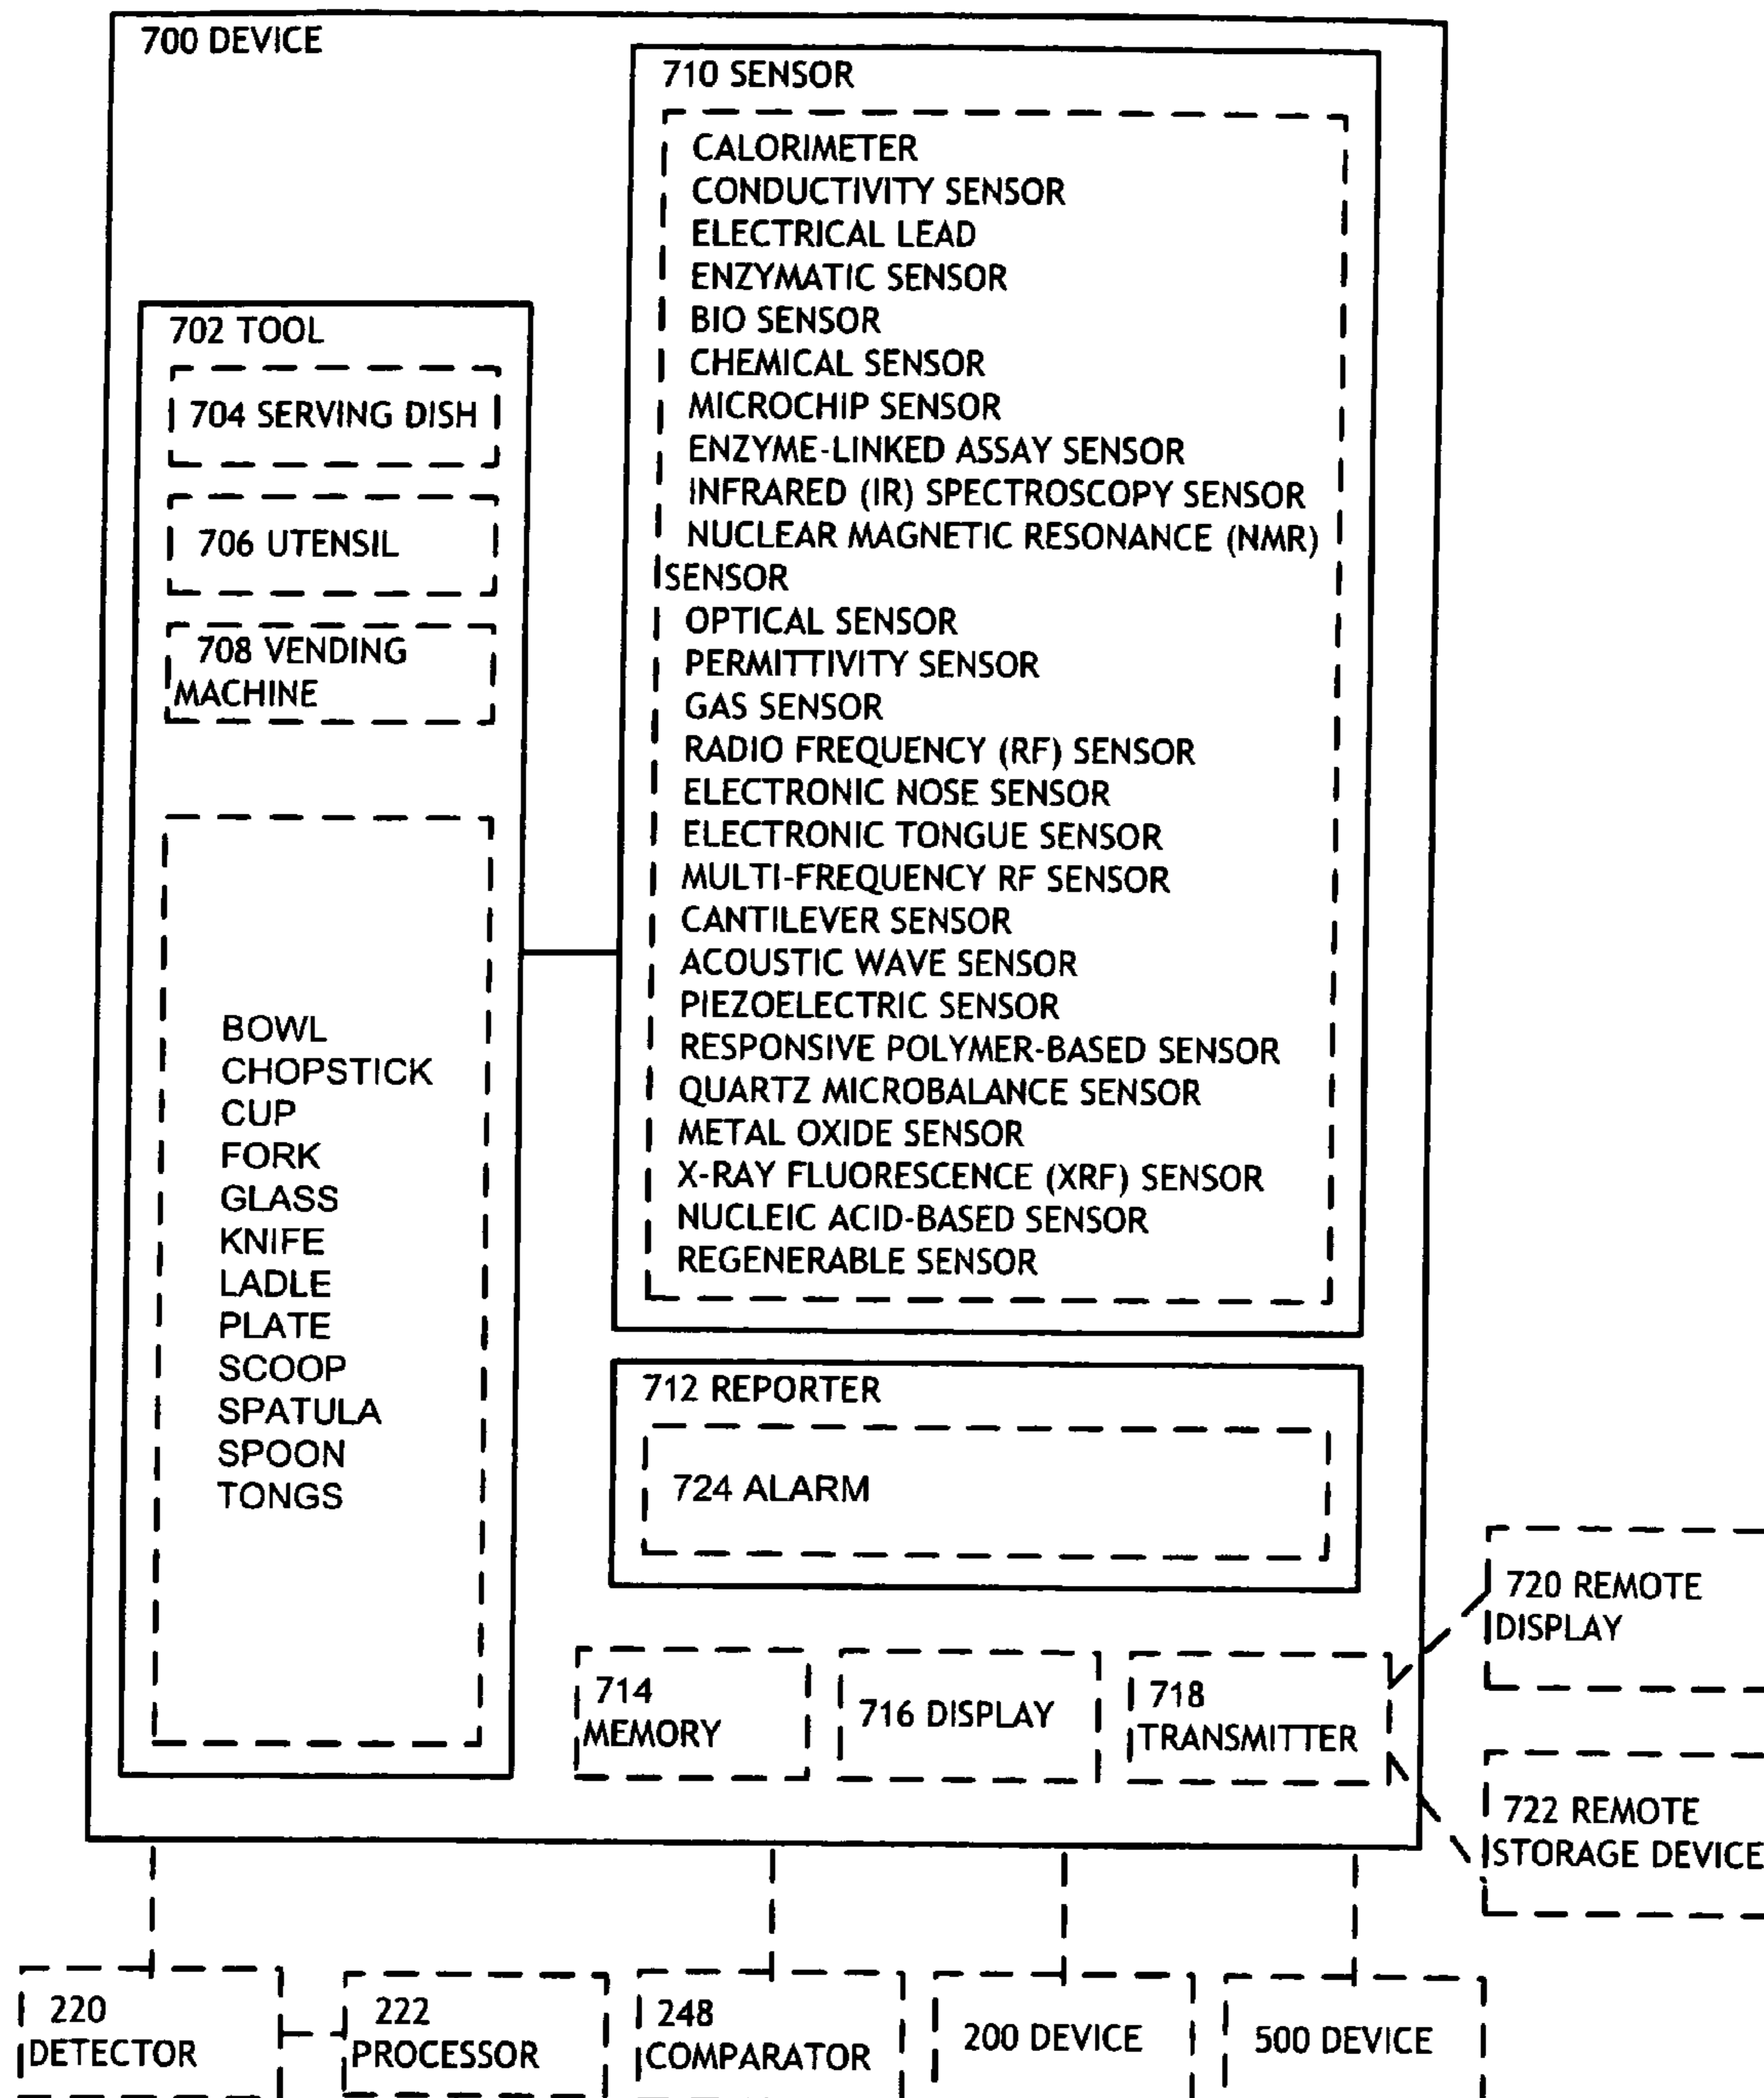 700 DEVICE
702 TOOL
704 SERVING DISH
706 UTENSIL
708 VENDING
MACHINE
BOWL
CHOPSTICK
CUP
FORK
GLASS
KNIFE
LADLE
PLATE
SCOOP
SPATULA
SPOON
TONGS
710 SENSOR
CALORIMETER
CONDUCTIVITY SENSOR
ELECTRICAL LEAD
ENZYMATIC SENSOR
BIO SENSOR
CHEMICAL SENSOR
MICROCHIP SENSOR
ENZYME-LINKED ASSAY SENSOR
INFRARED (IR) SPECTROSCOPY SENSOR
NUCLEAR MAGNETIC RESONANCE (NMR)
SENSOR
OPTICAL SENSOR
PERMITTIVITY SENSOR
GAS SENSOR
RADIO FREQUENCY (RF) SENSOR
ELECTRONIC NOSE SENSOR
ELECTRONIC TONGUE SENSOR
MULTI-FREQUENCY RF SENSOR
CANTILEVER SENSOR
ACOUSTIC WAVE SENSOR
PIEZOELECTRIC SENSOR
RESPONSIVE POLYMER-BASED SENSOR
QUARTZ MICROBALANCE SENSOR
METAL OXIDE SENSOR
X-RAY FLUORESCENCE (XRF) SENSOR
NUCLEIC ACID-BASED SENSOR
REGENERABLE SENSOR
712 REPORTER
724 ALARM
714
MEMORY
716 DISPLAY
718
TRANSMITTER
720 REMOTE
DISPLAY
722 REMOTE
STORAGE DEVICE
220
DETECTOR
222
PROCESSOR
248
COMPARATOR
200 DEVICE
500 DEVICE